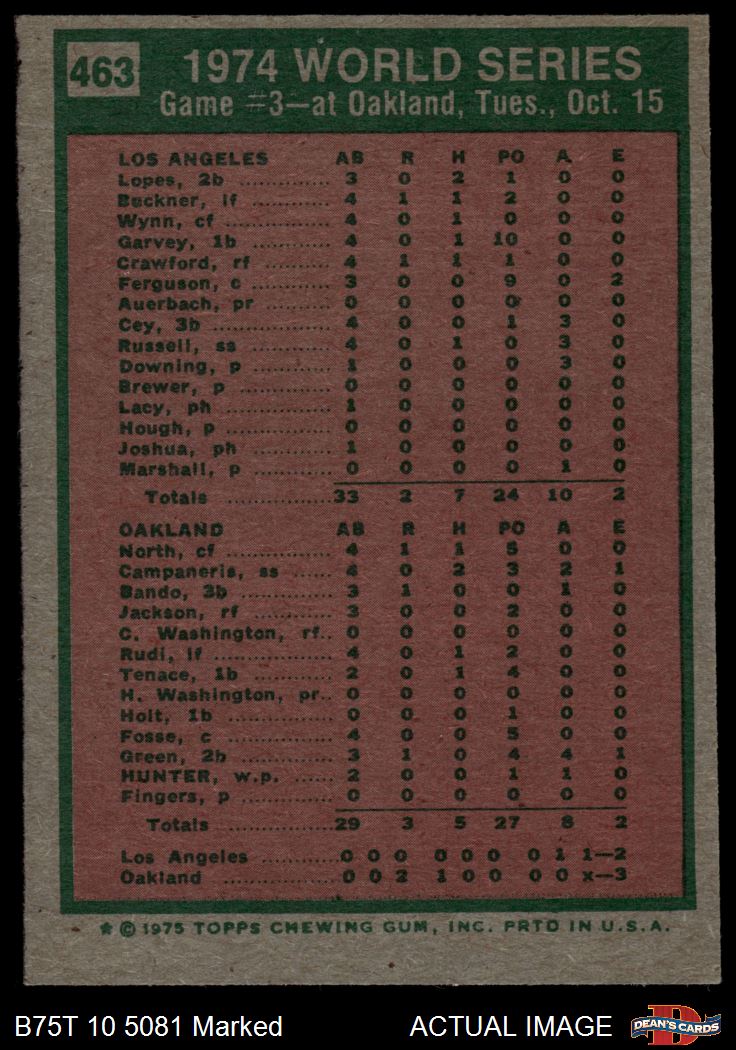 463
1974 WORLD SERIES
Game #3—at Oakland, Tues., Oct. 15
LOS ANGELES AB R H PO A E
Lopes, 2b .............. 3 0 2 1 0 0
Buckner, lf .............. 4 1 1 2 0 0
Wynn, cf ................ 4 0 1 0 0 0
Garvey, 1b ............. 4 0 1 10 0 0
Crawford, rf ........... 4 1 1 1 0 0
Ferguson, c ............ 3 0 0 9 0 2
Auerbach, pr .......... 0 0 0 0 0 0
Cey, 3b .................. 4 0 0 1 3 0
Russell, ss ............. 4 0 1 0 3 0
Downing, p ............. 1 0 0 0 3 0
Brewer, p ............... 0 0 0 0 0 0
Lacy, ph ................ 1 0 0 0 0 0
Hough, p ................ 0 0 0 0 0 0
Joshua, ph ............. 1 0 0 0 0 0
Marshall, p ............. 0 0 0 0 1 0
Totals ................ 33 2 7 24 10 2
OAKLAND AB R H PO A E
North, cf ................ 4 1 1 5 0 0
Campaneris, ss ...... 4 0 2 3 2 1
Bando, 3b .............. 3 1 0 0 1 0
Jackson, rf ............. 3 0 0 2 0 0
C. Washington, rf.. 0 0 0 0 0 0
Rudi, lf .................. 4 0 1 2 0 0
Tenace, 1b ............. 2 0 1 4 0 0
H. Washington, pr.. 0 0 0 0 0 0
Holt, 1b ................. 0 0 0 1 0 0
Fosse, c ................. 4 0 0 5 0 0
Green, 2b ............... 3 1 0 4 4 1
HUNTER, w.p. ...... 2 0 0 1 1 0
Fingers, p .............. 0 0 0 0 0 0
Totals ................ 29 3 5 27 8 2
Los Angeles ........... 0 0 0 0 0 0 0 1 1—2
Oakland ................ 0 0 2 1 0 0 0 0 x—3
★ © 1975 TOPPS CHEWING GUM, INC. PRTD IN U.S.A.
B75T 10 5081 Marked ACTUAL IMAGE
D
DEAN'S CARDS